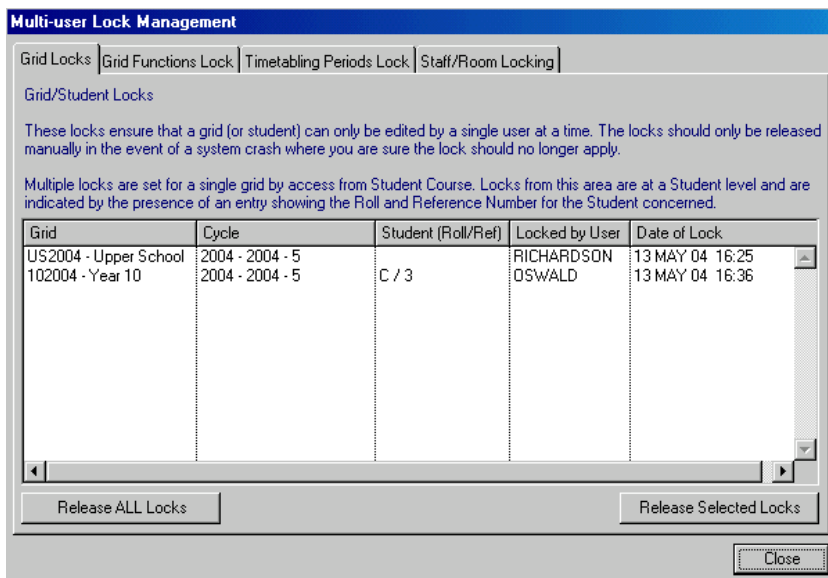 Multi-user Lock Management
Grid Locks Grid Functions Lock Timetabling Periods Lock Staff/Room Locking
Grid/Student Locks
These locks ensure that a grid (or student) can only be edited by a single user at a time. The locks should only be released
manually in the event of a system crash where you are sure the lock should no longer apply.
Multiple locks are set for a single grid by access from Student Course. Locks from this area are at a Student level and are
indicated by the presence of an entry showing the Roll and Reference Number for the Student concerned.
Grid Cycle Student (Roll/Ref) Locked by User Date of Lock
US2004 - Upper School 2004 - 2004 - 5 RICHARDSON 13 MAY 04 16:25
102004 - Year 10 2004 - 2004 - 5 C / 3 OSWALD 13 MAY 04 16:36
Release ALL Locks Release Selected Locks
Close